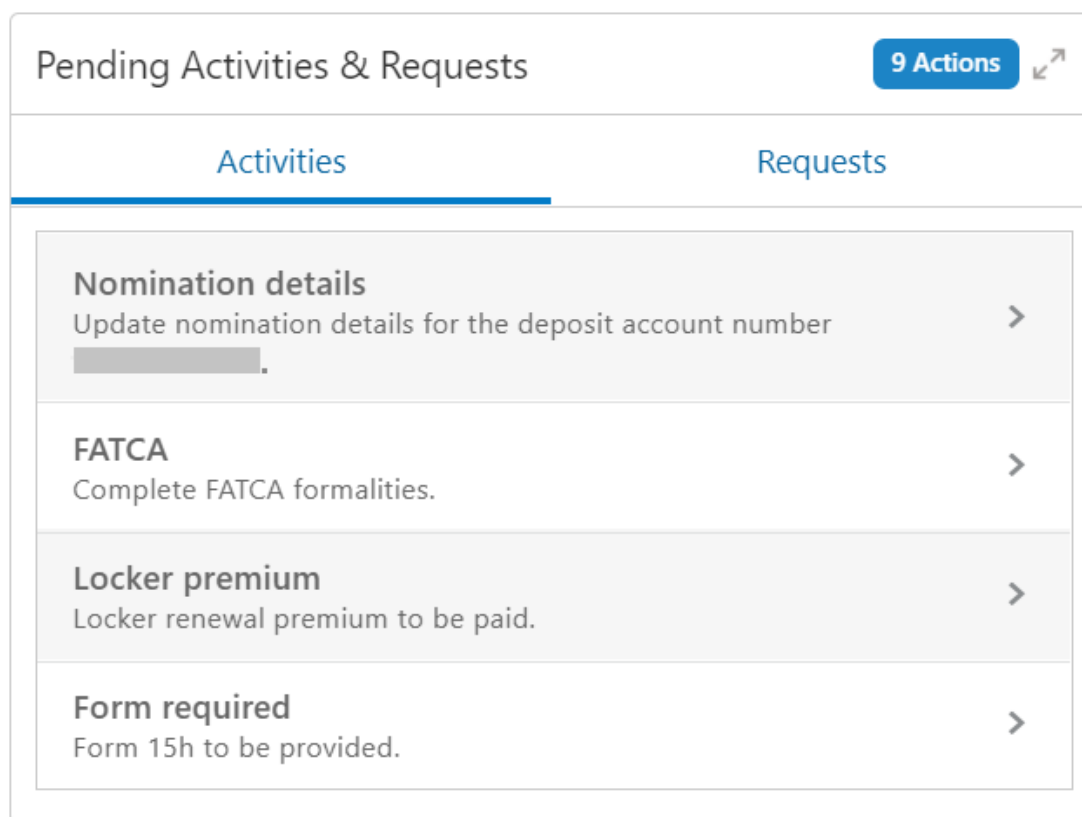 Pending Activities & Requests
9 Actions
Activities
Requests
Nomination details
Update nomination details for the deposit account number
.
FATCA
Complete FATCA formalities.
Locker premium
Locker renewal premium to be paid.
Form required
Form 15h to be provided.